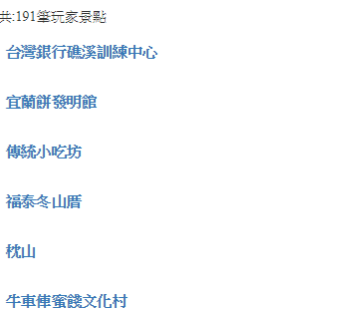 共:191筆玩家景點
台灣銀行礁溪訓練中心
宜蘭餅發明館
傳統小吃坊
福泰冬山厝
枕山
牛車俥蜜餞文化村